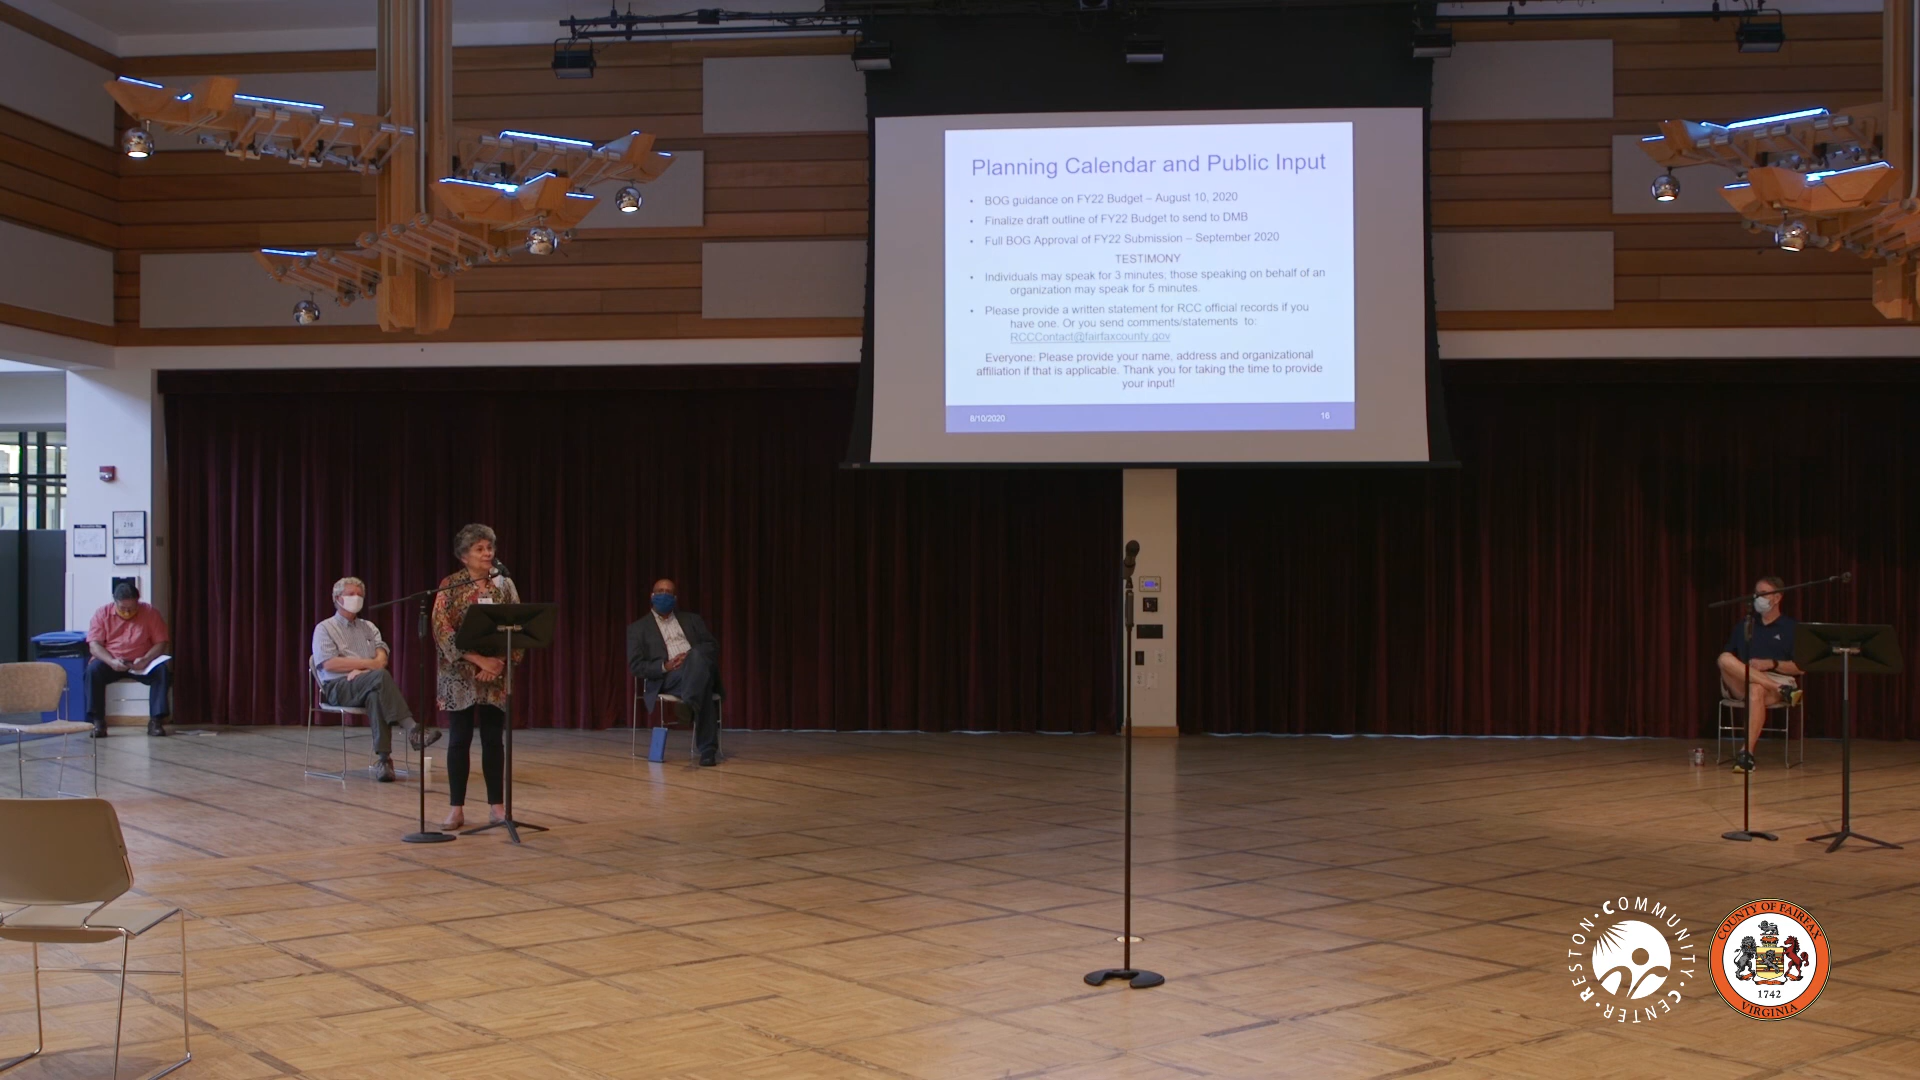 Planning Calendar and Public Input
• BOG guidance on FY22 Budget – August 10, 2020
• Finalize draft outline of FY22 Budget to send to DMB
• Full BOG Approval of FY22 Submission – September 2020
TESTIMONY
• Individuals may speak for 3 minutes; those speaking on behalf of an
organization may speak for 5 minutes.
• Please provide a written statement for RCC official records if you
have one. Or you send comments/statements to:
RCCContact@fairfaxcounty.gov
Everyone: Please provide your name, address and organizational
affiliation if that is applicable. Thank you for taking the time to provide
your input!
8/10/2020 16
RESTON • COMMUNITY • CENTER
COUNTY OF FAIRFAX
1742
VIRGINIA